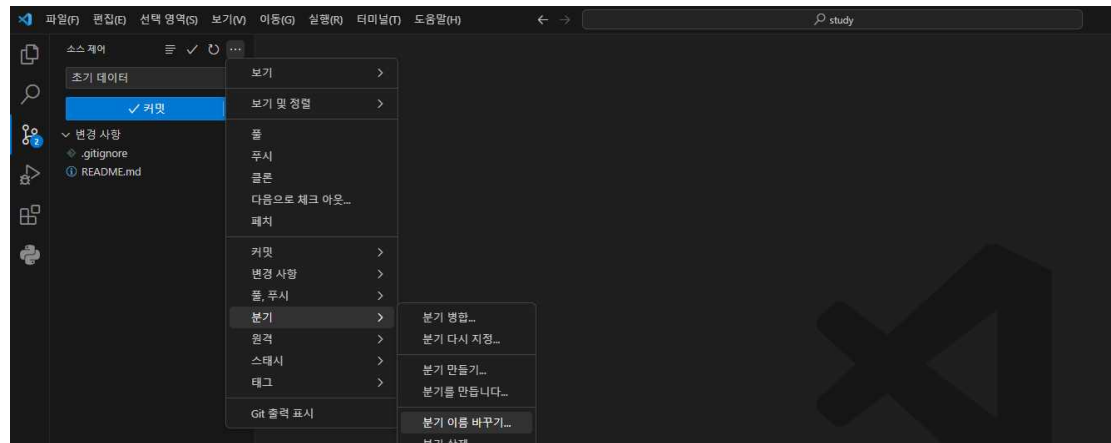 파일(F) 편집(E) 선택 영역(S) 보기(V) 이동(G) 실행(R) 터미널(T) 도움말(H)
study
소스 제어
초기 데이터
커밋
변경 사항
.gitignore
README.md
2
보기
보기 및 정렬
풀
푸시
클론
다음으로 체크 아웃...
페치
커밋
변경 사항
풀, 푸시
분기
원격
스태시
태그
Git 출력 표시
분기 병합...
분기 다시 지정...
분기 만들기...
분기를 만듭니다...
분기 이름 바꾸기...